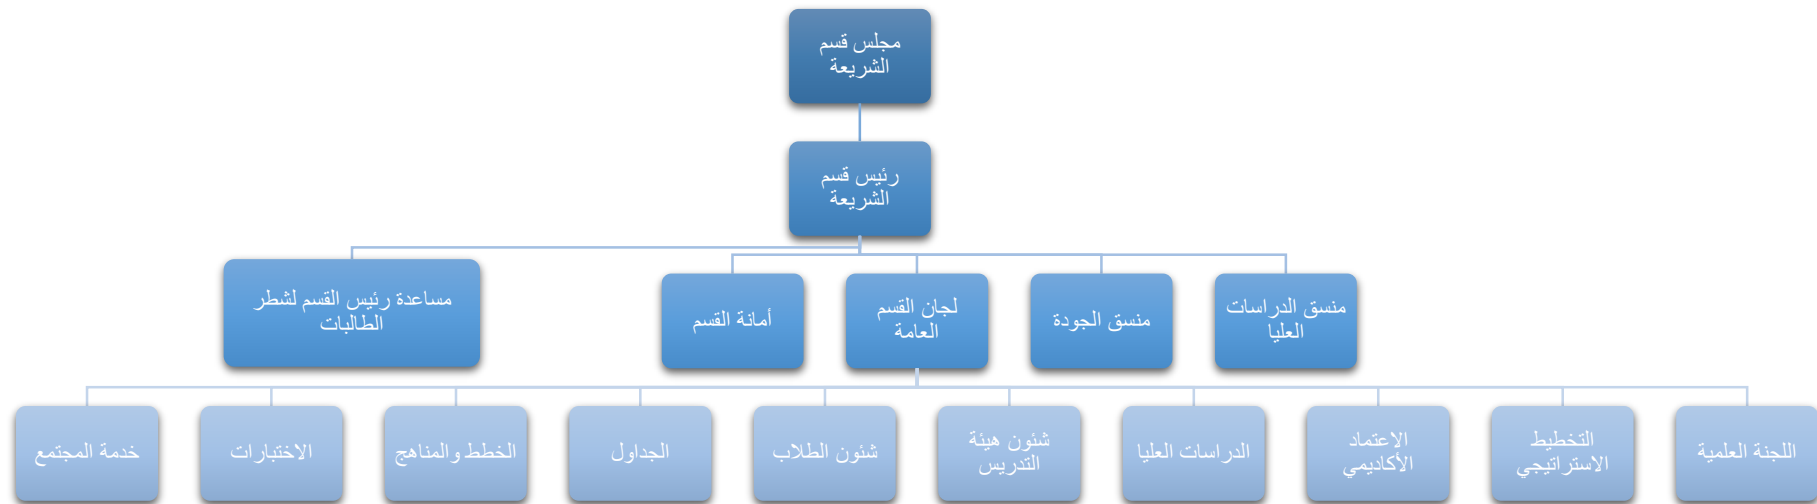 مجلس قسم
الشريعة
رئيس قسم
الشريعة
منسق الدراسات
العليا
منسق الجودة
لجان القسم
العامة
أمانة القسم
مساعدة رئيس القسم لشطر
الطالبات
اللجنة العلمية
التخطيط
الاستراتيجي
الاعتماد
الأكاديمي
الدراسات العليا
شئون هيئة
التدريس
شئون الطلاب
الجداول
الخطط والمناهج
الاختبارات
خدمة المجتمع